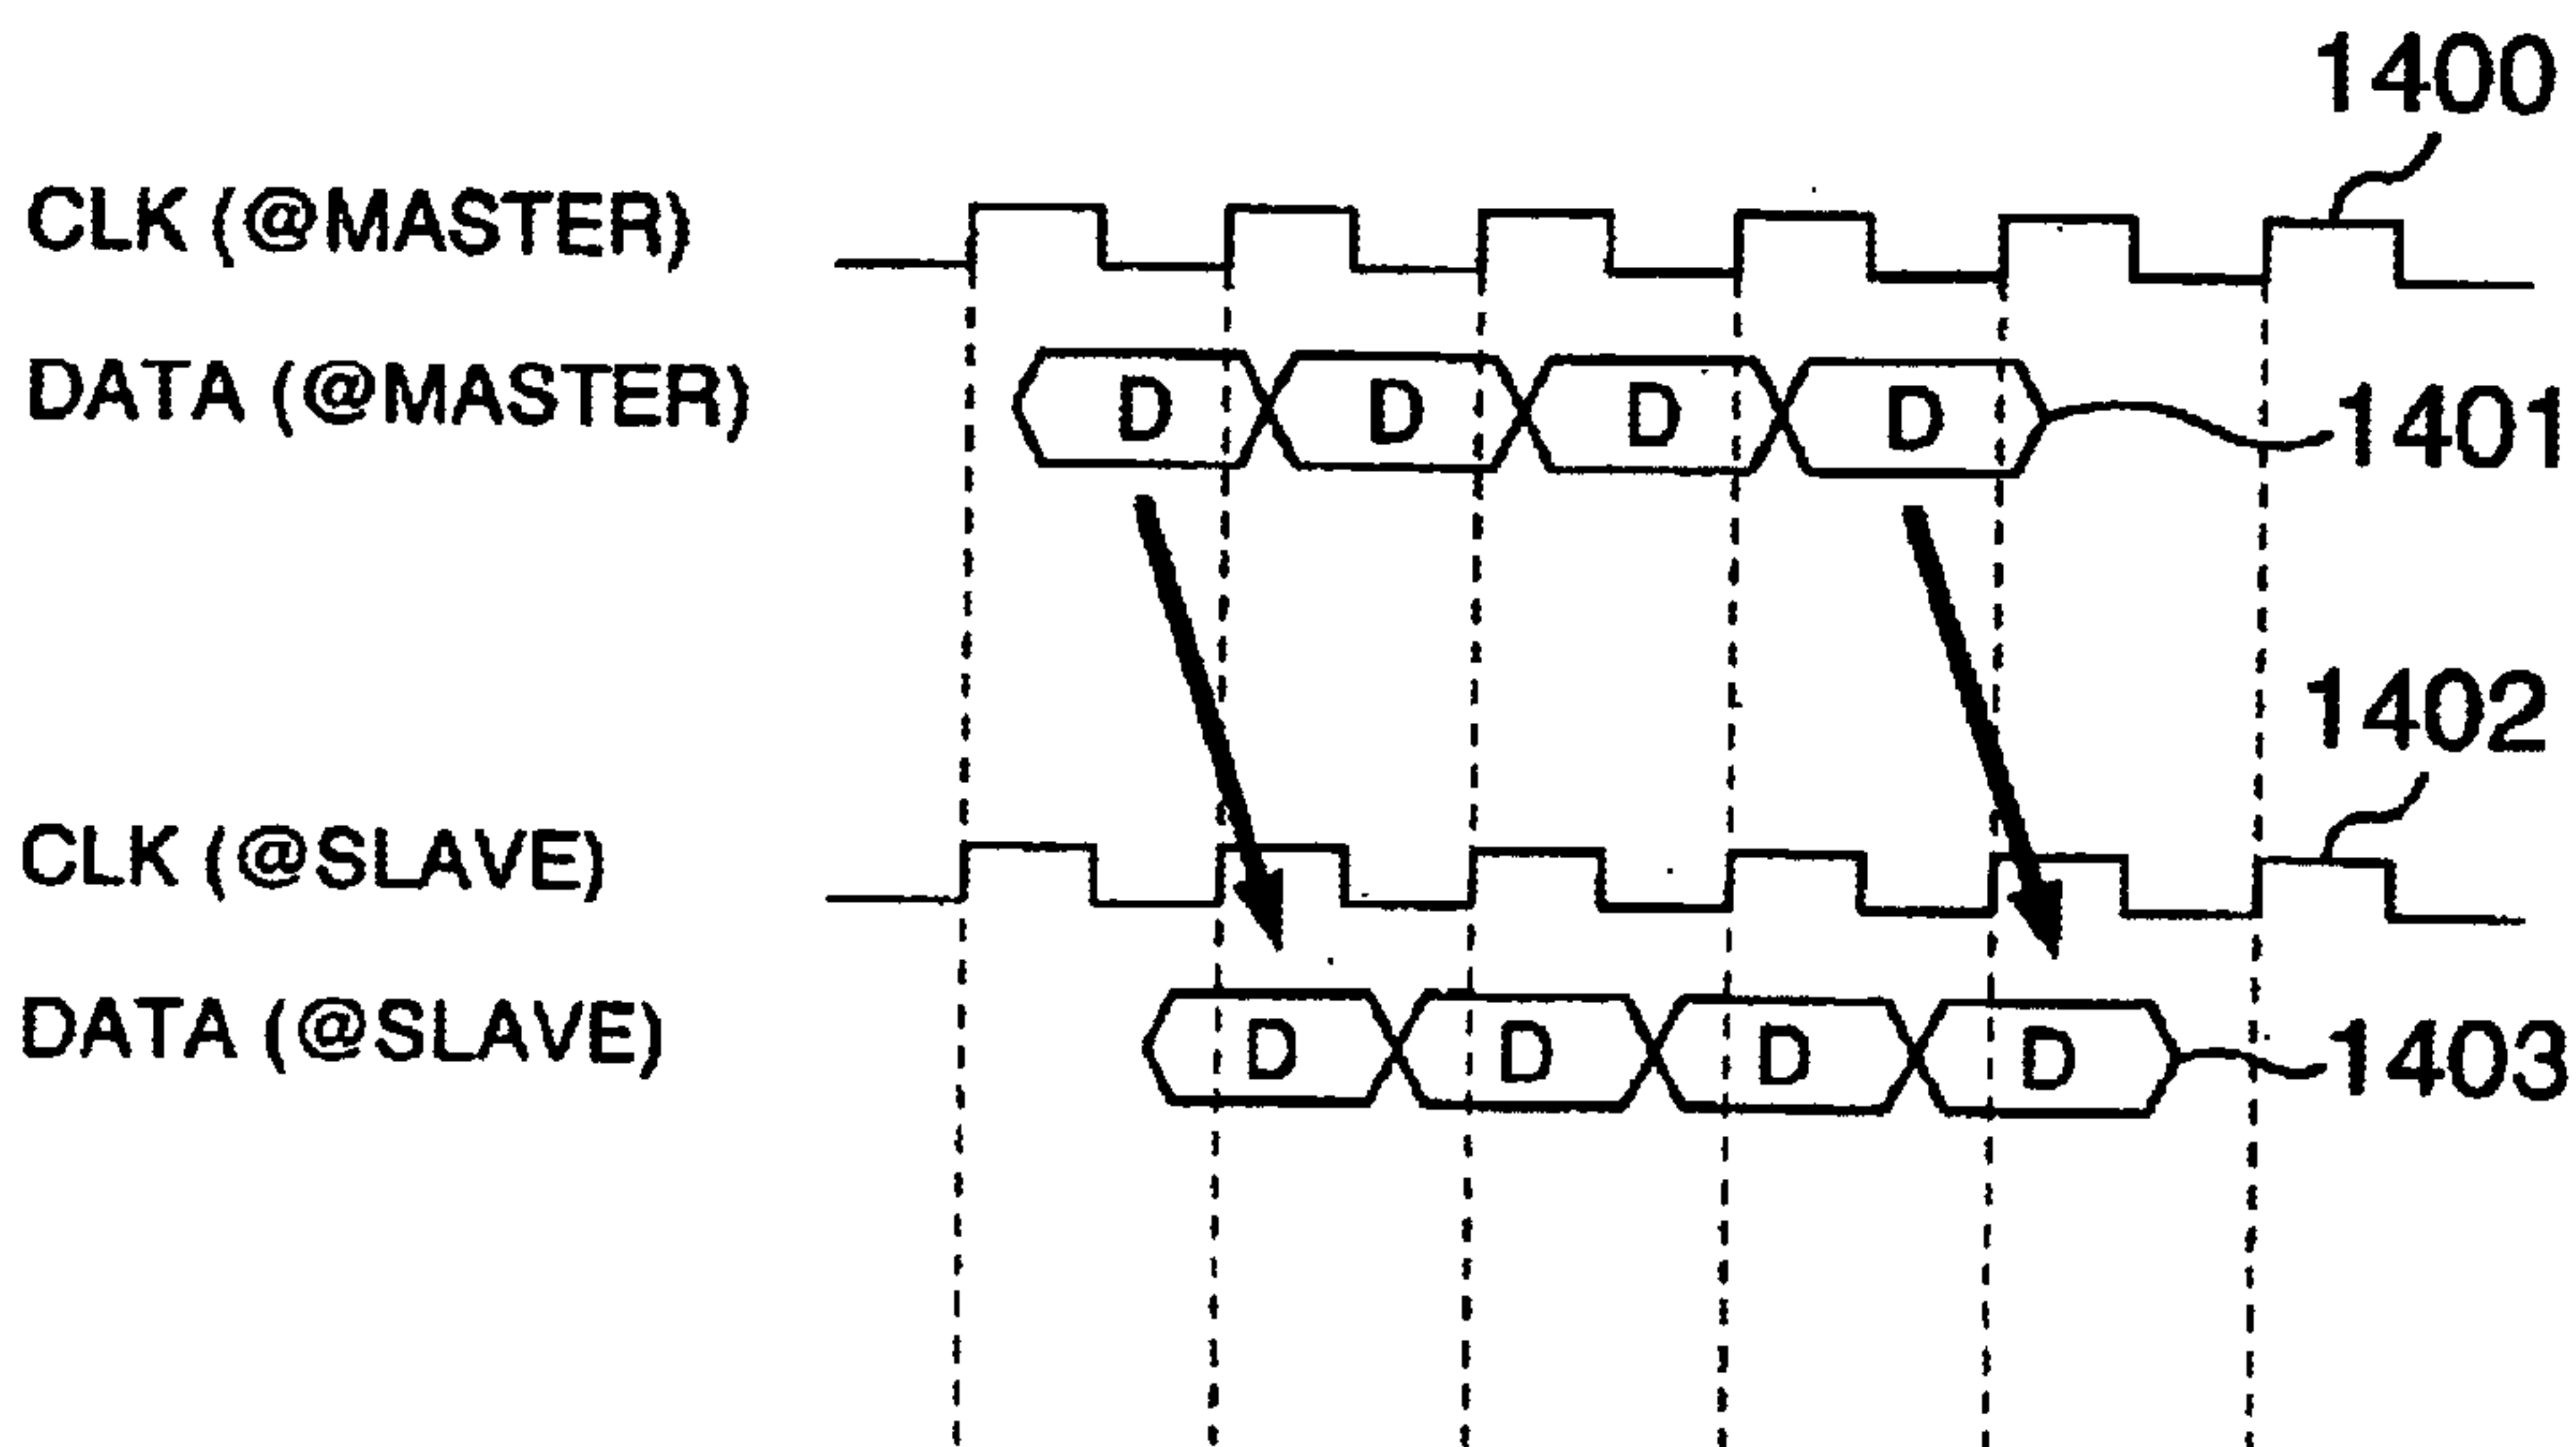 1400
CLK (@MASTER)
DATA (@MASTER)
D D D D
1401
1402
CLK (@SLAVE)
DATA (@SLAVE)
D D D D
1403